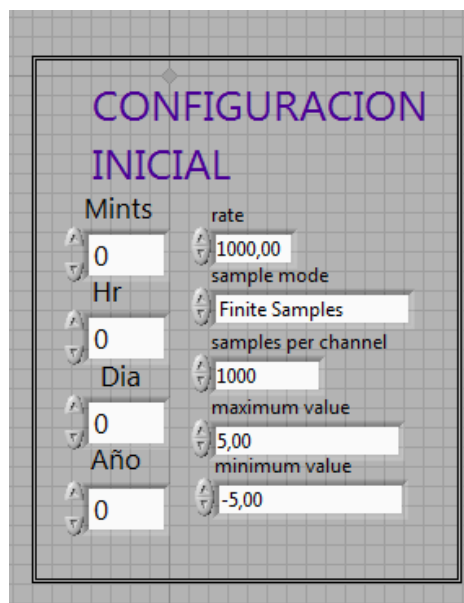 CONFIGURACION
INICIAL
Mints
0
Hr
0
Dia
0
Año
0
rate
1000,00
sample mode
Finite Samples
samples per channel
1000
maximum value
5,00
minimum value
-5,00